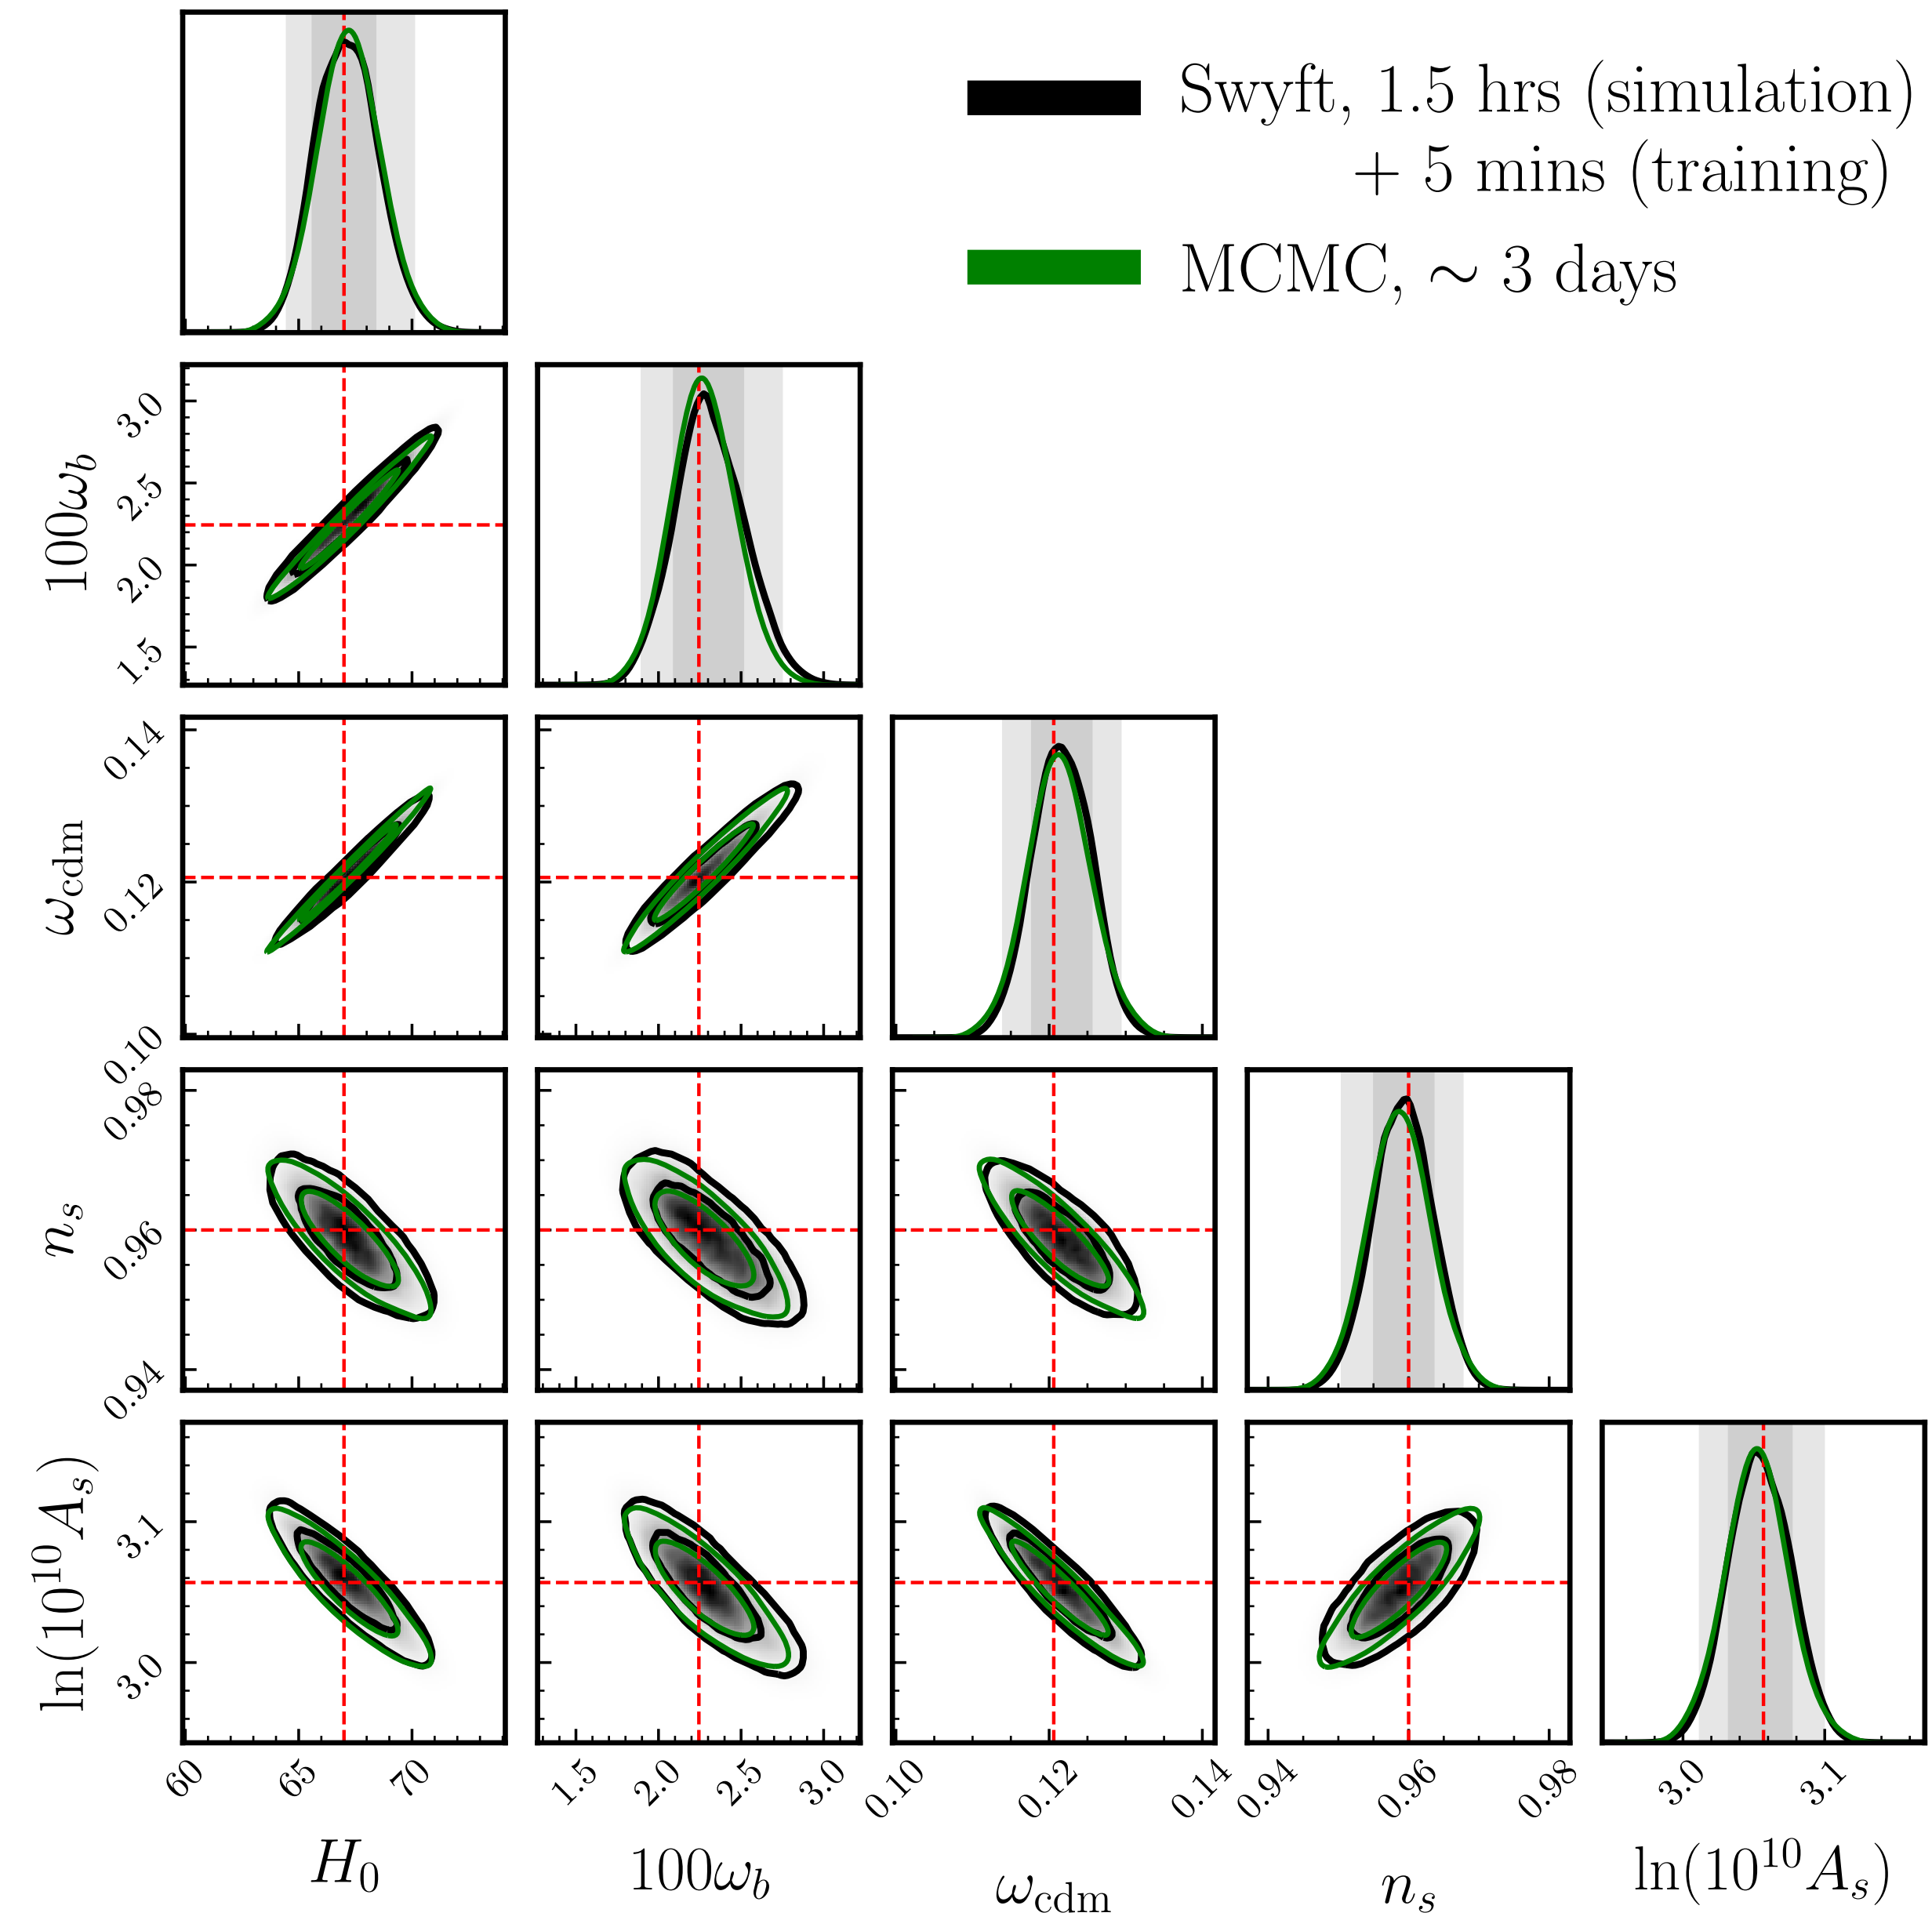 Swyft, 1.5 hrs (simulation)
+ 5 mins (training)
MCMC, ∼ 3 days
100ω_b
3.0
2.5
2.0
1.5
ω_cdm
0.14
0.12
0.10
n_s
0.98
0.96
0.94
ln(10^10 A_s)
3.1
3.0
60 65 70 1.5 2.0 2.5 3.0 0.10 0.12 0.14 0.94 0.96 0.98 3.0 3.1
H_0 100ω_b ω_cdm n_s ln(10^10 A_s)